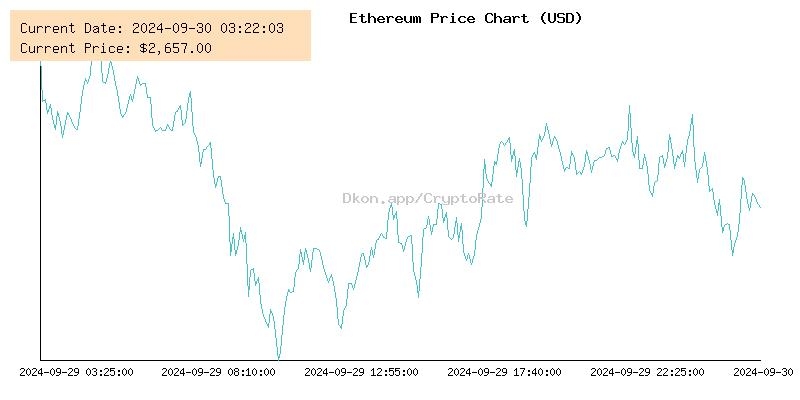 Ethereum Price Chart (USD)
Current Date: 2024-09-30 03:22:03
Current Price: $2,657.00
Dkon.app/CryptoRate
2024-09-29 03:25:00 2024-09-29 08:10:00 2024-09-29 12:55:00 2024-09-29 17:40:00 2024-09-29 22:25:00 2024-09-30